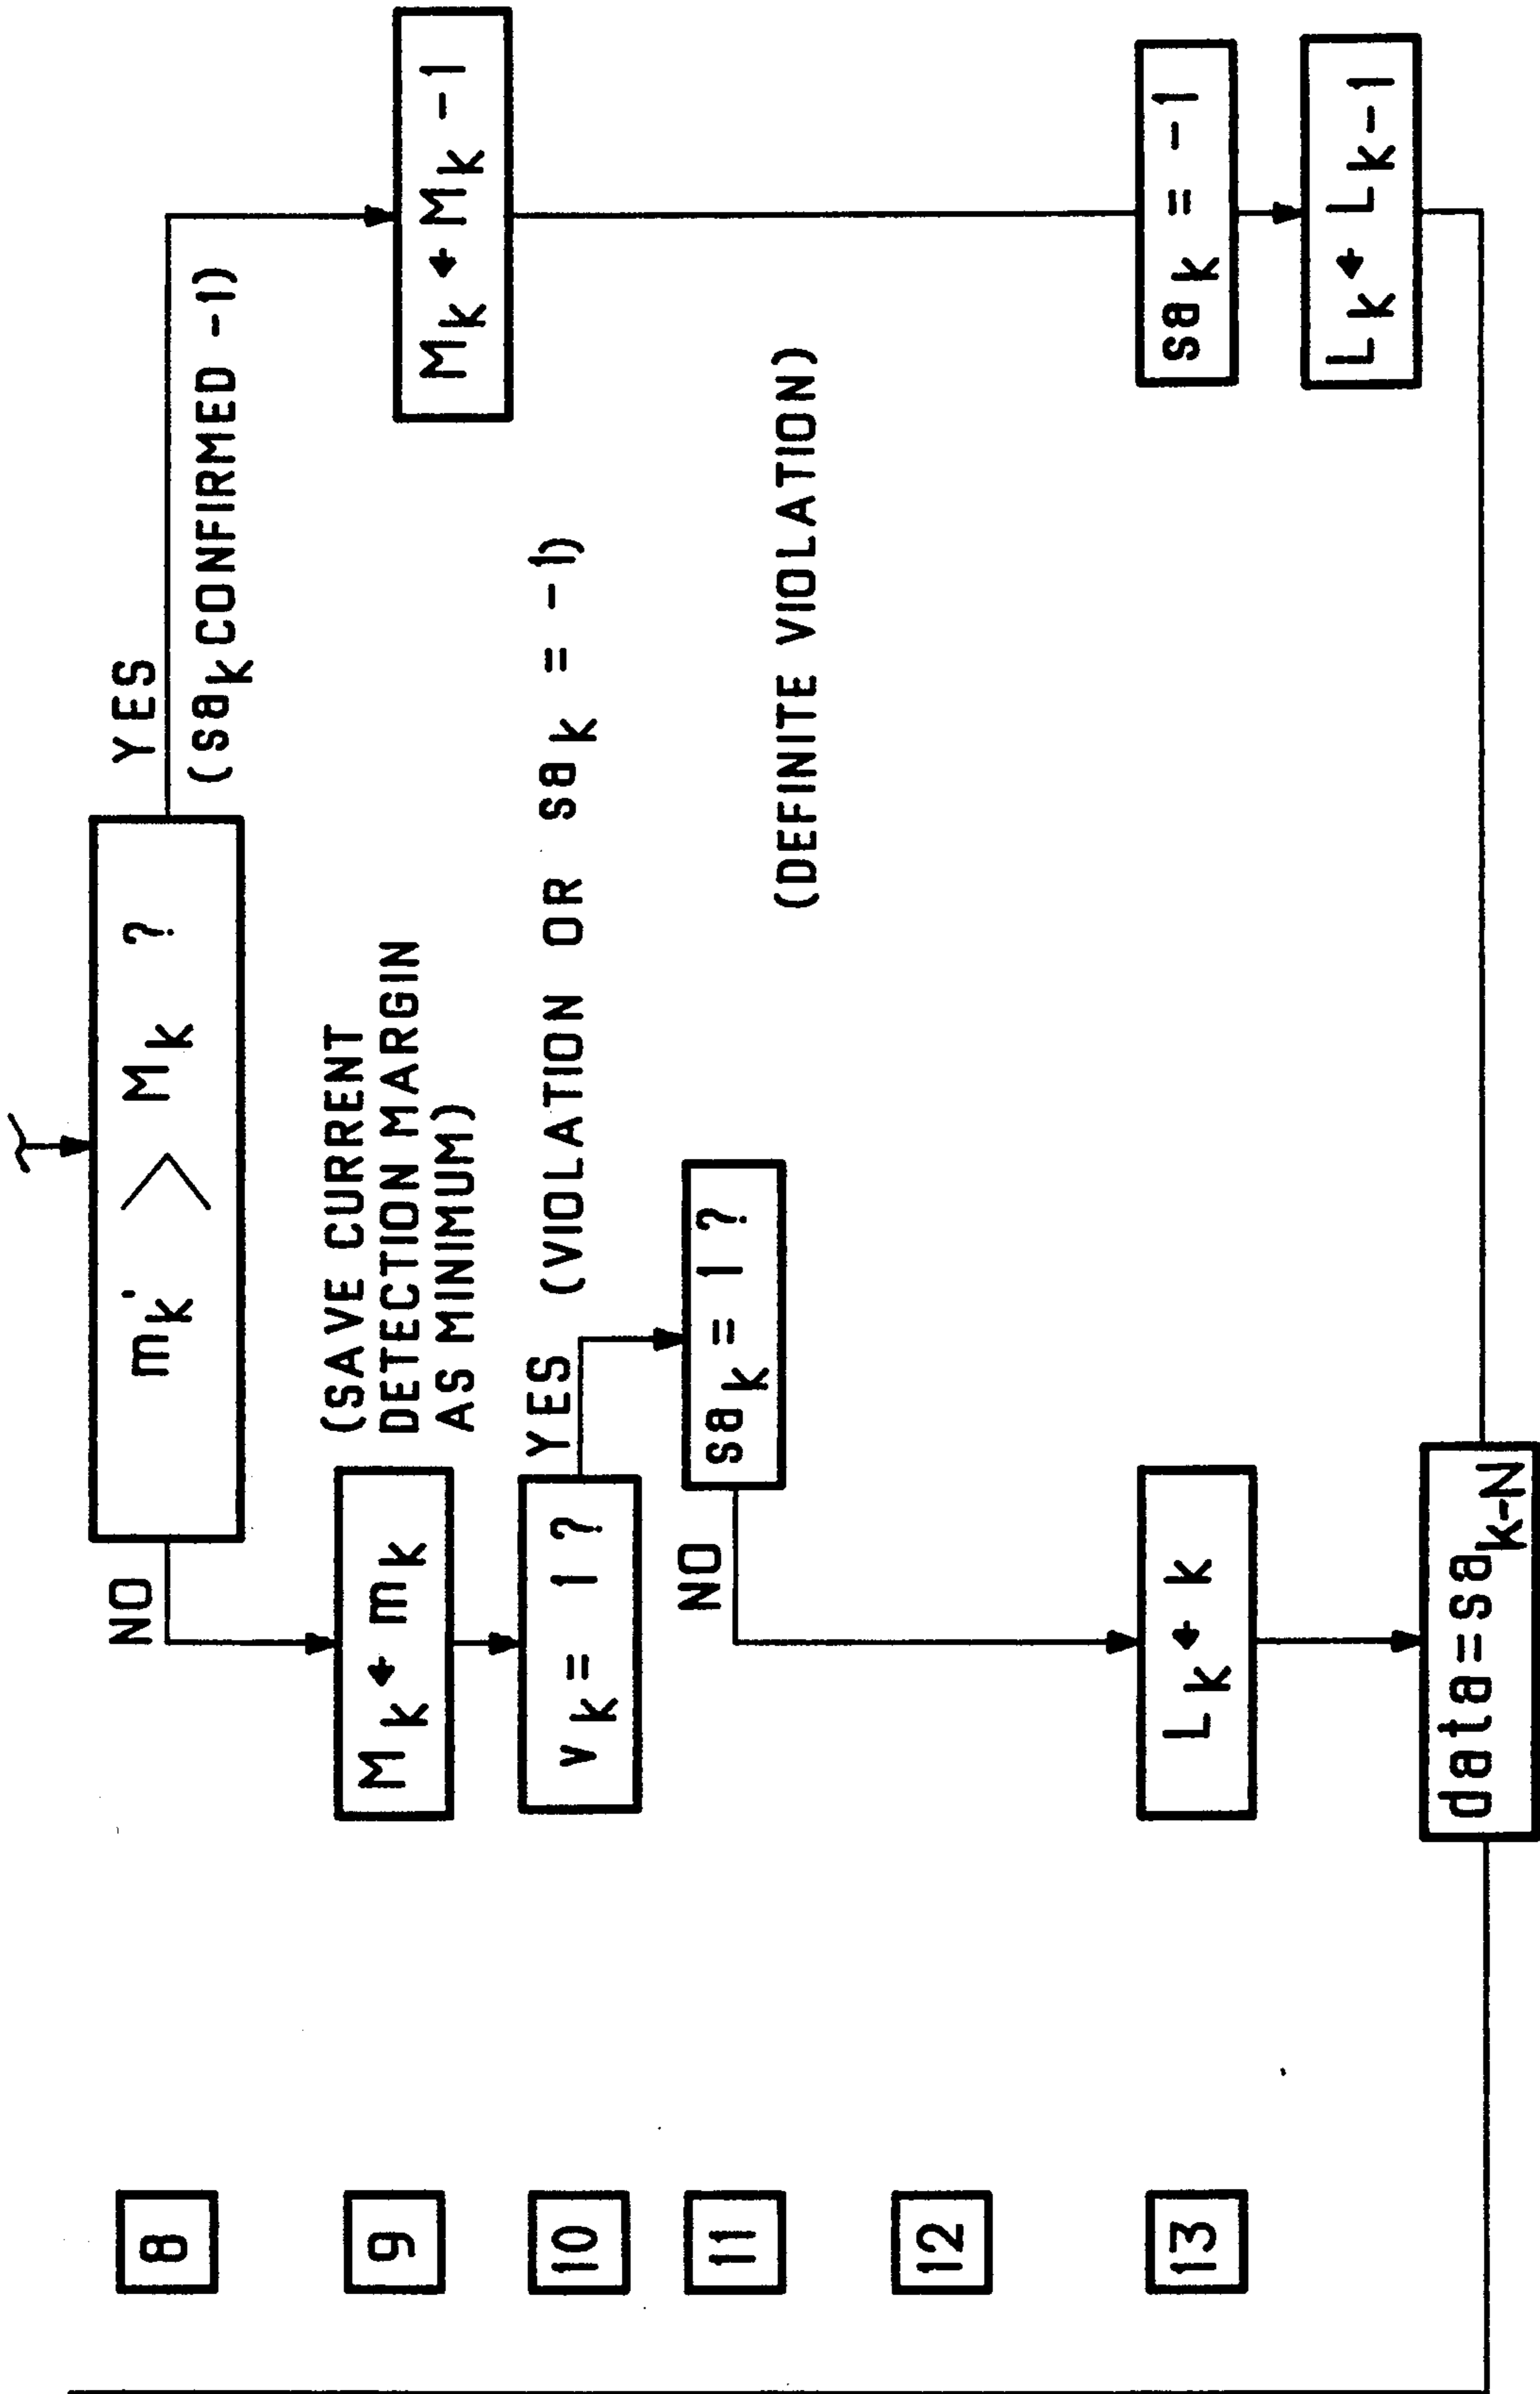 8
NO
m'ₖ > Mₖ ?
YES
(saₖ CONFIRMED -1)
9
Mₖ ← mₖ
(SAVE CURRENT
DETECTION MARGIN
AS MINIMUM)
Mₖ ← Mₖ -1
10
vₖ = 1 ?
YES (VIOLATION OR saₖ = -1)
11
NO
saₖ = 1 ?
12
(DEFINITE VIOLATION)
13
Lₖ ← k
saₖ = -1
Lₖ ← Lₖ-1
data=saₖ-N